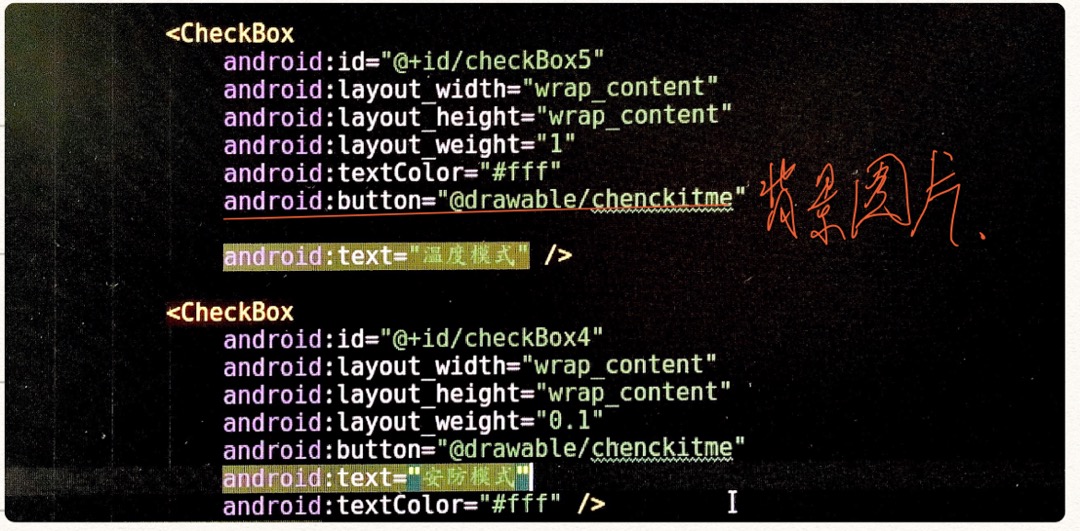 <CheckBox
android:id="@+id/checkBox5"
android:layout_width="wrap_content"
android:layout_height="wrap_content"
android:layout_weight="1"
android:textColor="#fff"
android:button="@drawable/chenckitme" 背景图片.
android:text="温度模式" />
<CheckBox
android:id="@+id/checkBox4"
android:layout_width="wrap_content"
android:layout_height="wrap_content"
android:layout_weight="0.1"
android:button="@drawable/chenckitme"
android:text="安防模式"
android:textColor="#fff" />